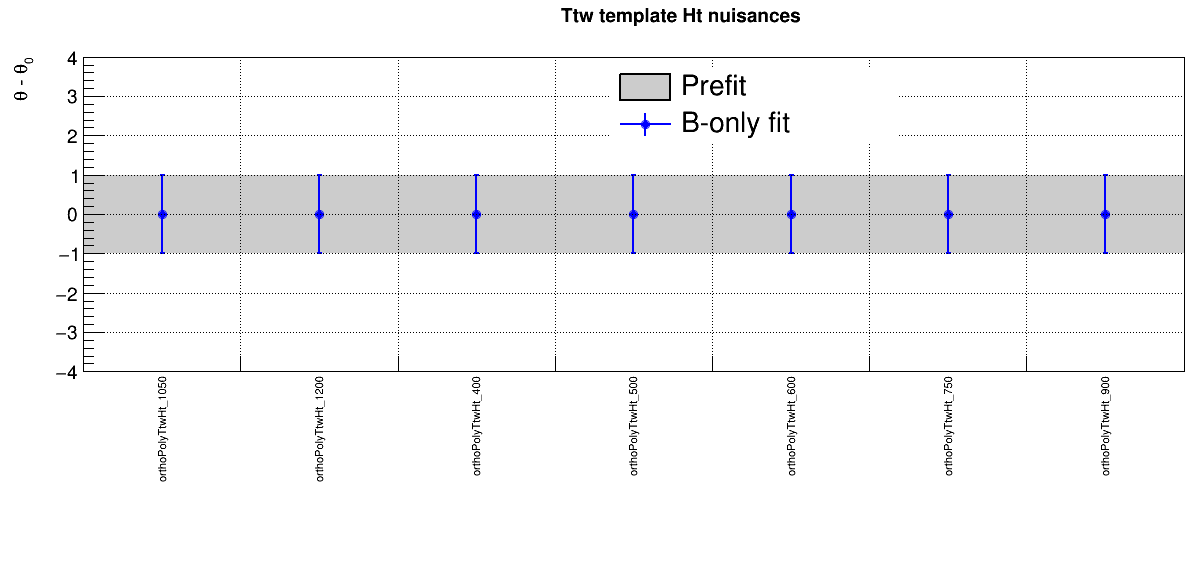 Ttw template Ht nuisances
θ - θ0
4
3
2
1
0
−1
−2
−3
−4
Prefit
B-only fit
orthoPolyTtwHt_1050
orthoPolyTtwHt_1200
orthoPolyTtwHt_400
orthoPolyTtwHt_500
orthoPolyTtwHt_600
orthoPolyTtwHt_750
orthoPolyTtwHt_900